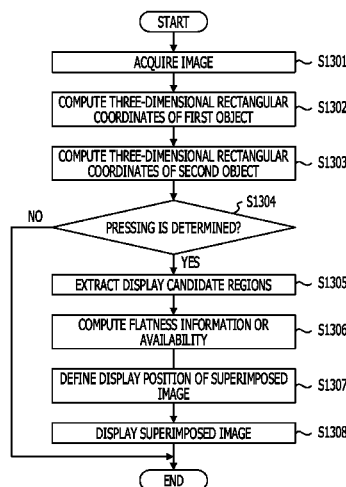 START
ACQUIRE IMAGE
S1301
COMPUTE THREE-DIMENSIONAL RECTANGULAR
COORDINATES OF FIRST OBJECT
S1302
COMPUTE THREE-DIMENSIONAL RECTANGULAR
COORDINATES OF SECOND OBJECT
S1303
S1304
NO
PRESSING IS DETERMINED?
YES
EXTRACT DISPLAY CANDIDATE REGIONS
S1305
COMPUTE FLATNESS INFORMATION OR
AVAILABILITY
S1306
DEFINE DISPLAY POSITION OF SUPERIMPOSED
IMAGE
S1307
DISPLAY SUPERIMPOSED IMAGE
S1308
END